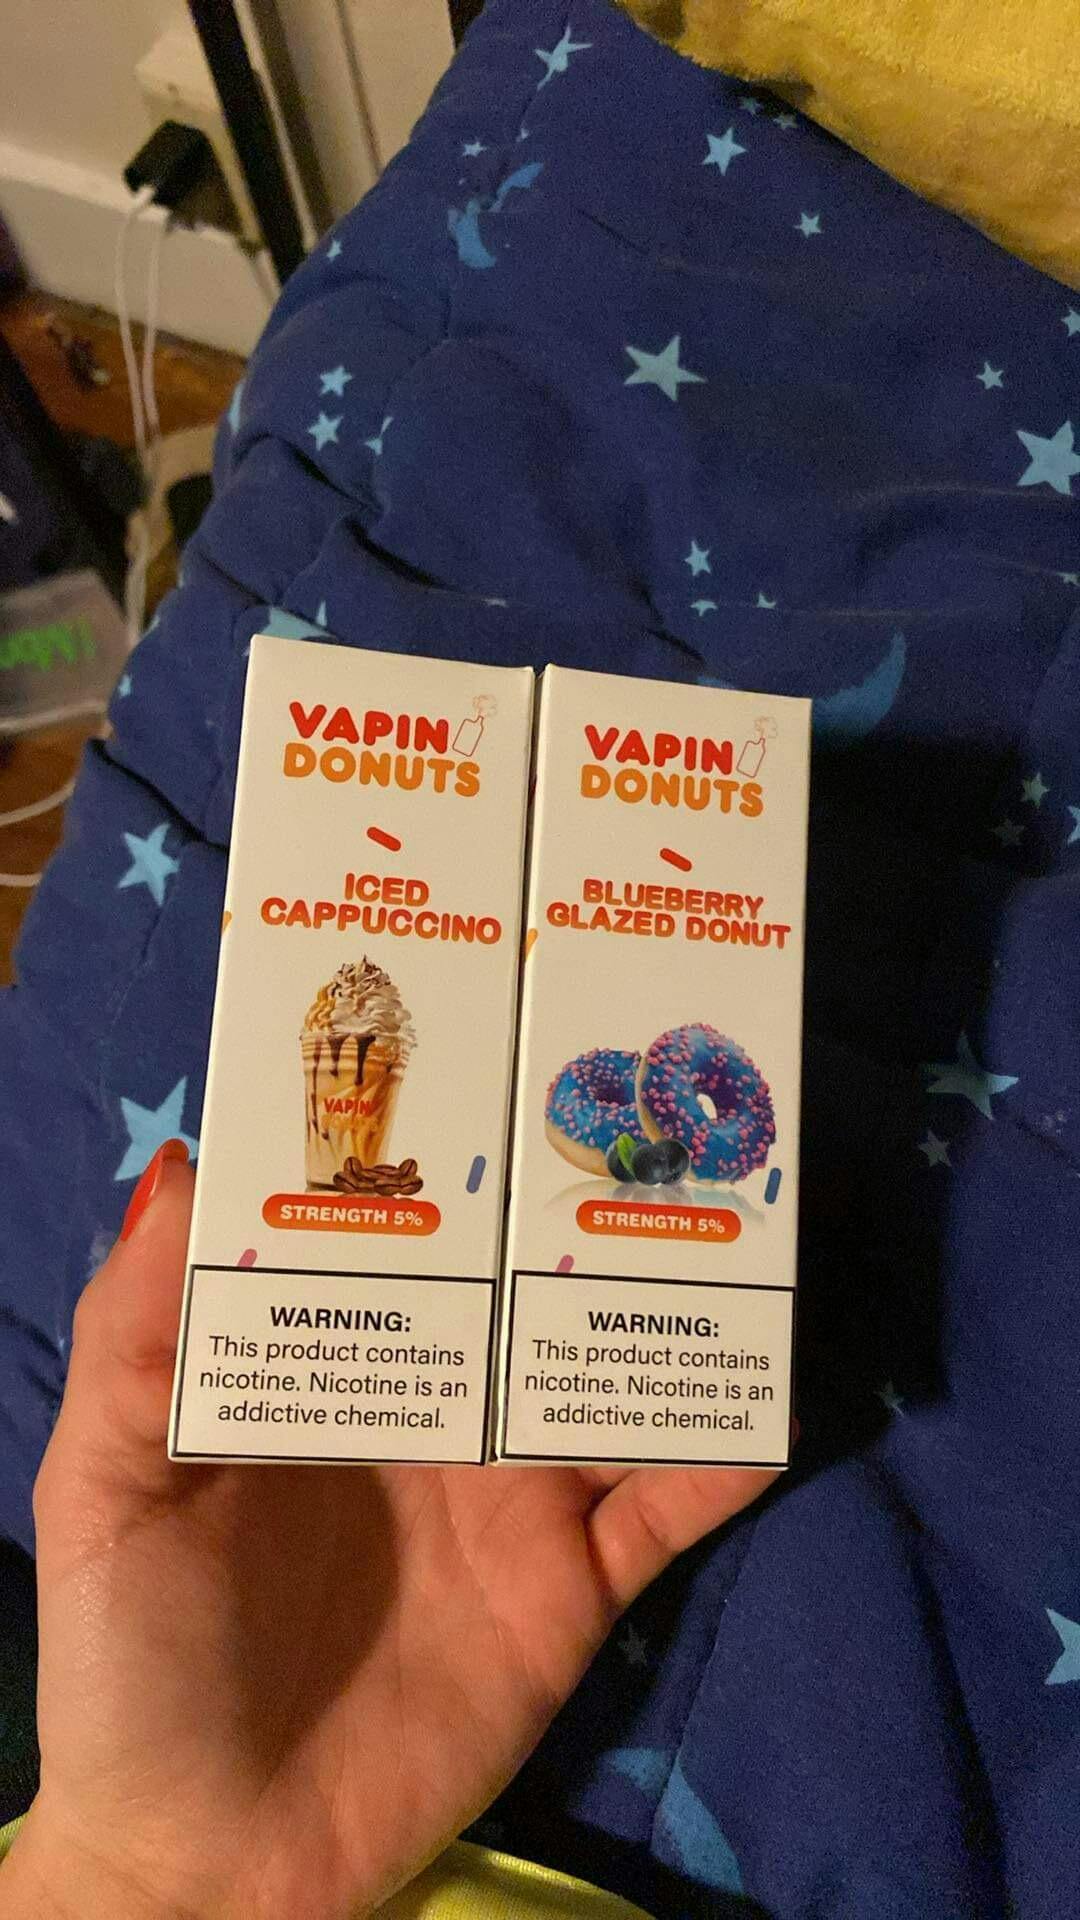 VAPIN
DONUTS
ICED
CAPPUCCINO
VAPIN
STRENGTH 5%
WARNING:
This product contains
nicotine. Nicotine is an
addictive chemical.
VAPIN
DONUTS
BLUEBERRY
GLAZED DONUT
STRENGTH 5%
WARNING:
This product contains
nicotine. Nicotine is an
addictive chemical.